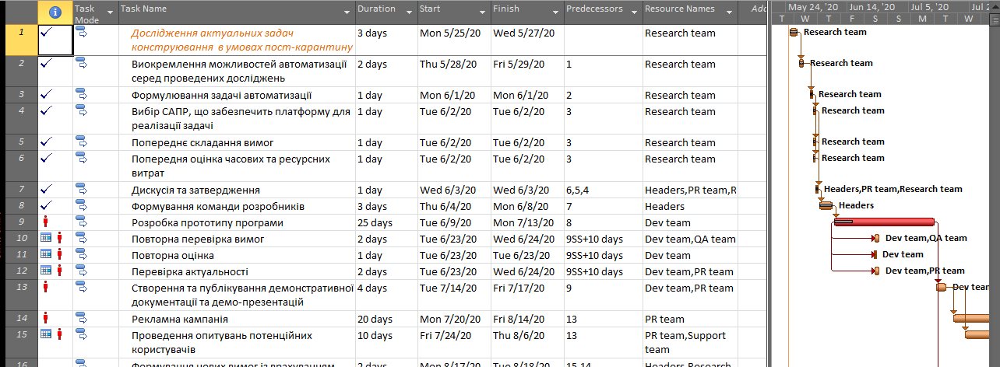 Task Mode Task Name Duration Start Finish Predecessors Resource Names Add
May 24, '20 Jun 14, '20 Jul 5, '20 Jul 2
T W T F S S M T W
1 Дослідження актуальних задач конструювання в умовах пост-карантину 3 days Mon 5/25/20 Wed 5/27/20 Research team
2 Виокремлення можливостей автоматизації серед проведених досліджень 2 days Thu 5/28/20 Fri 5/29/20 1 Research team
3 Формулювання задачі автоматизації 1 day Mon 6/1/20 Mon 6/1/20 2 Research team
4 Вибір САПР, що забезпечить платформу для реалізації задачі 1 day Tue 6/2/20 Tue 6/2/20 3 Research team
5 Попереднє складання вимог 1 day Tue 6/2/20 Tue 6/2/20 3 Research team
6 Попередня оцінка часових та ресурсних витрат 1 day Tue 6/2/20 Tue 6/2/20 3 Research team
7 Дискусія та затвердження 1 day Wed 6/3/20 Wed 6/3/20 6,5,4 Headers,PR team,R
8 Формування команди розробників 3 days Thu 6/4/20 Mon 6/8/20 7 Headers
9 Розробка прототипу програми 25 days Tue 6/9/20 Mon 7/13/20 8 Dev team
10 Повторна перевірка вимог 2 days Tue 6/23/20 Wed 6/24/20 9SS+10 days Dev team,QA team
11 Повторна оцінка 1 day Tue 6/23/20 Tue 6/23/20 9SS+10 days Dev team
12 Перевірка актуальності 2 days Tue 6/23/20 Wed 6/24/20 9SS+10 days Dev team,PR team
13 Створення та публікування демонстративної документації та демо-презентацій 4 days Tue 7/14/20 Fri 7/17/20 9 Dev team,PR team
14 Рекламна кампанія 20 days Mon 7/20/20 Fri 8/14/20 13 PR team
15 Проведення опитувань потенційних користувачів 10 days Fri 7/24/20 Thu 8/6/20 13 PR team,Support team
16 Формування нових вимог із врахуванням 2 days Mon 8/17/20 Tue 8/18/20 15,14 Headers,Research
Research team
Research team
Research team
Research team
Research team
Research team
Headers,PR team,Research team
Headers
Dev team,QA team
Dev team
Dev team,PR team
Dev team